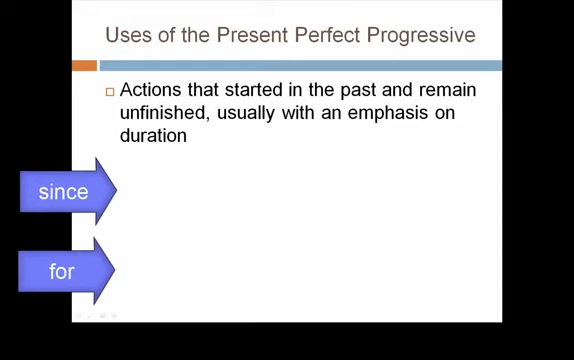 Uses of the Present Perfect Progressive
Actions that started in the past and remain
unfinished, usually with an emphasis on
duration
since
for